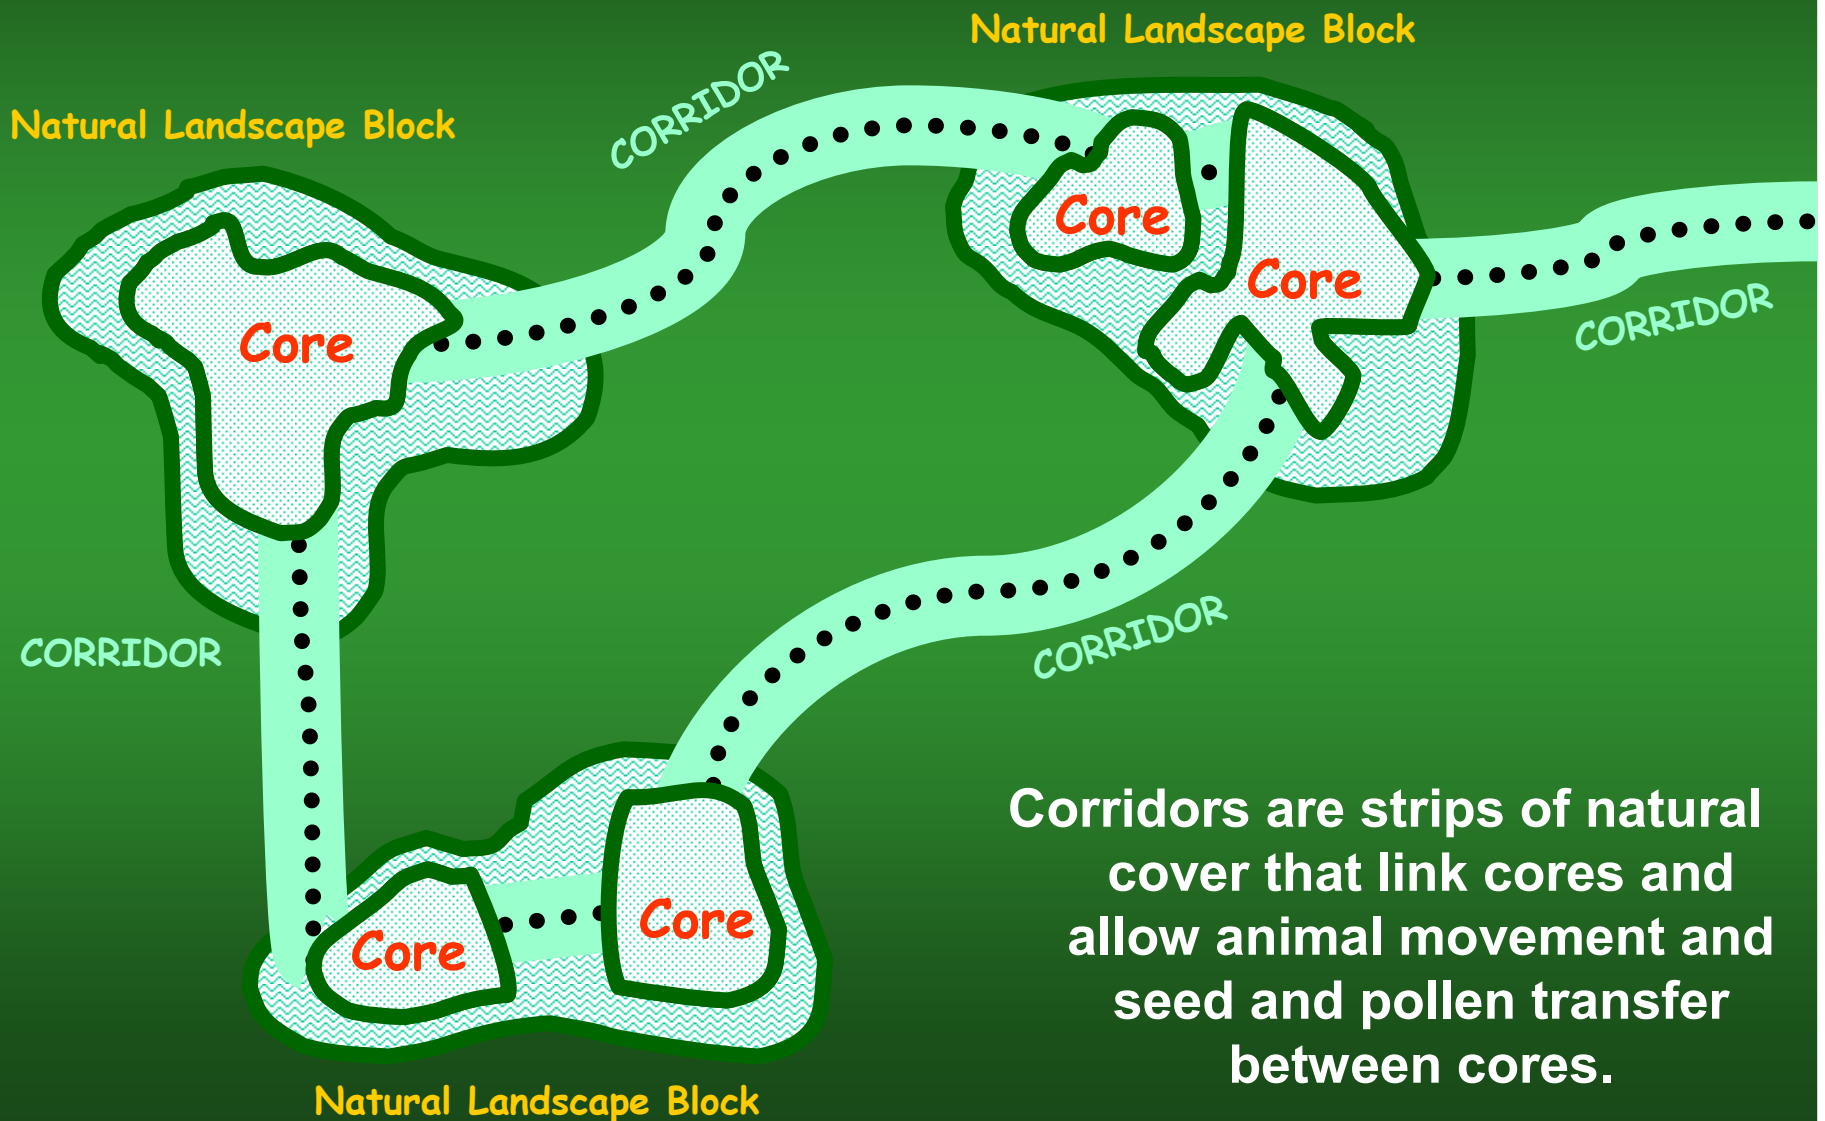 Natural Landscape Block
Natural Landscape Block
CORRIDOR
Core
Core
Core
CORRIDOR
CORRIDOR
CORRIDOR
Core
Core
Natural Landscape Block
Corridors are strips of natural
cover that link cores and
allow animal movement and
seed and pollen transfer
between cores.